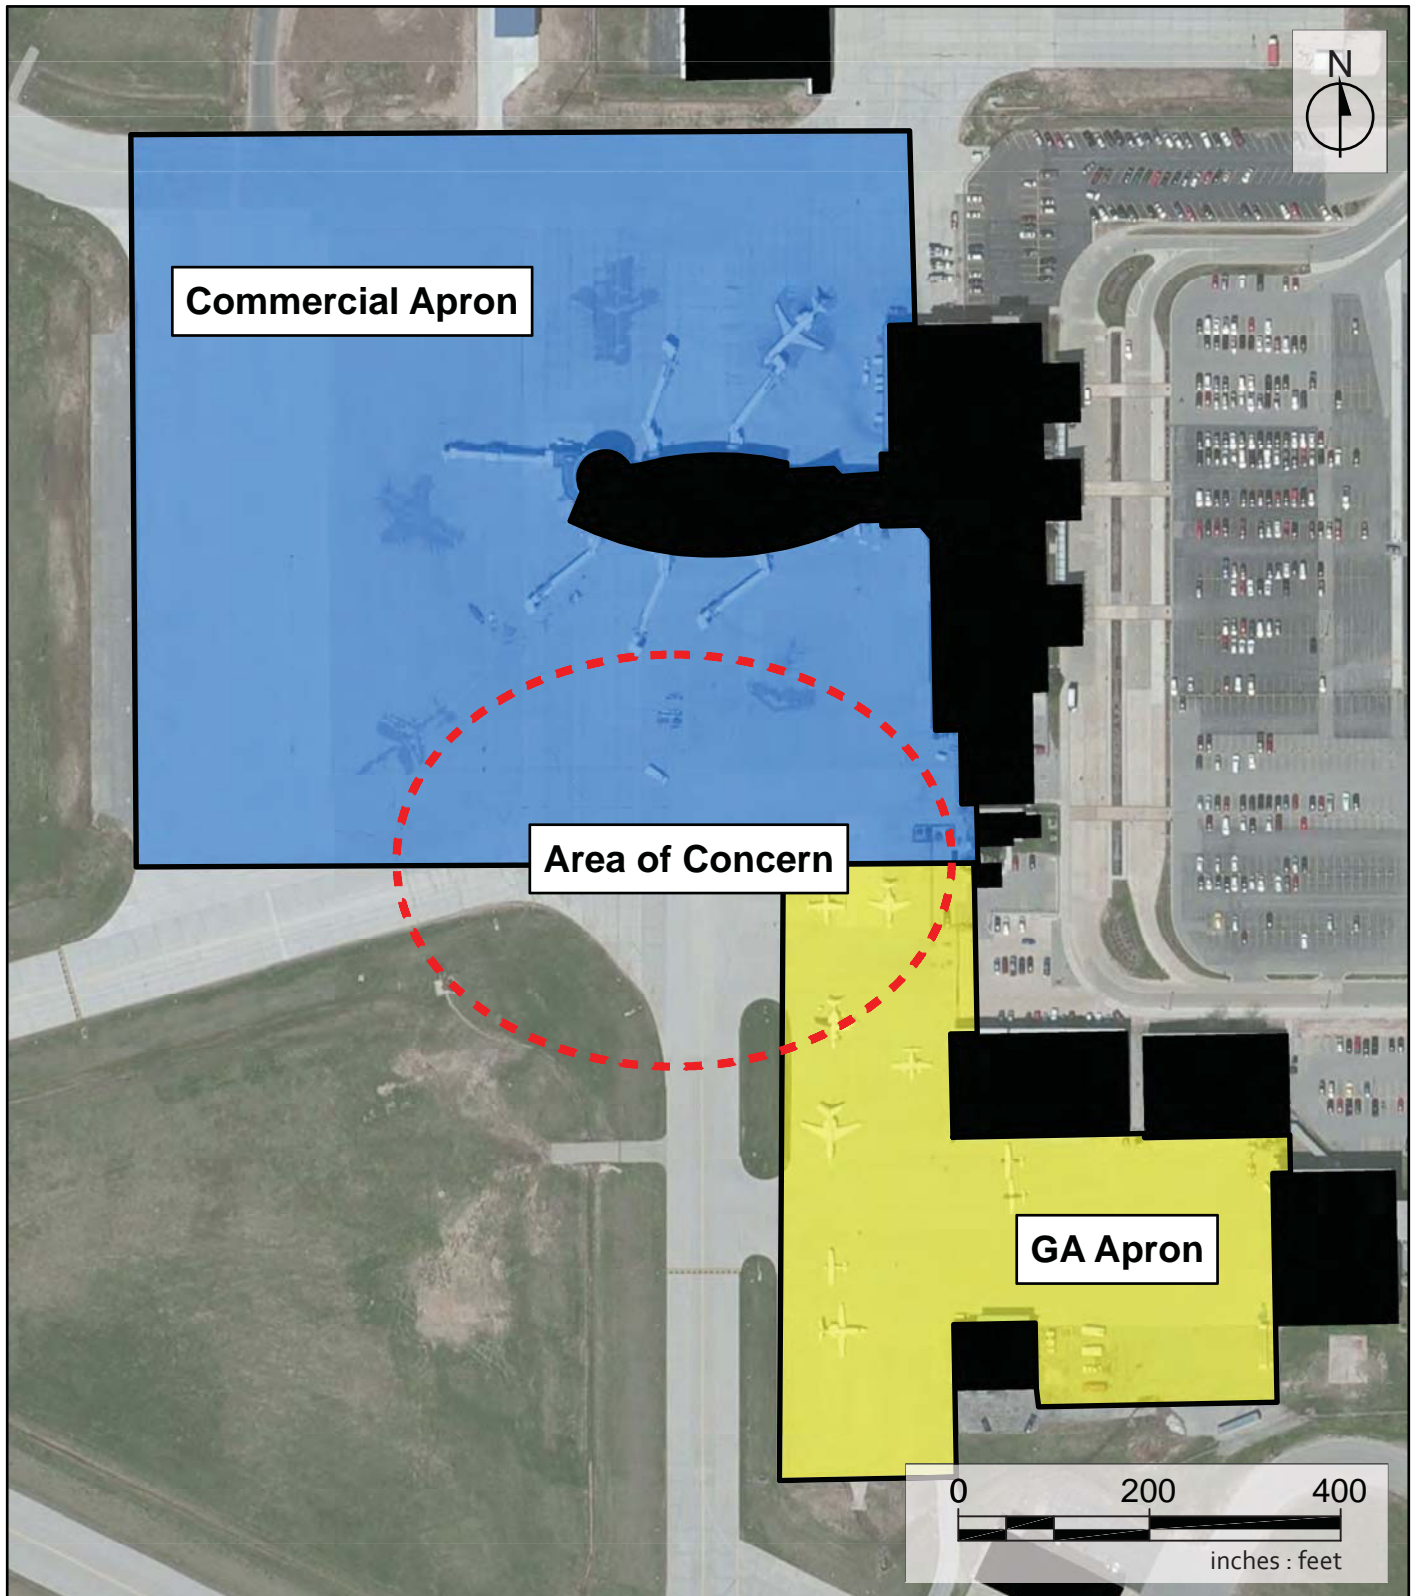 N
Commercial Apron
Area of Concern
GA Apron
0 200 400
inches : feet